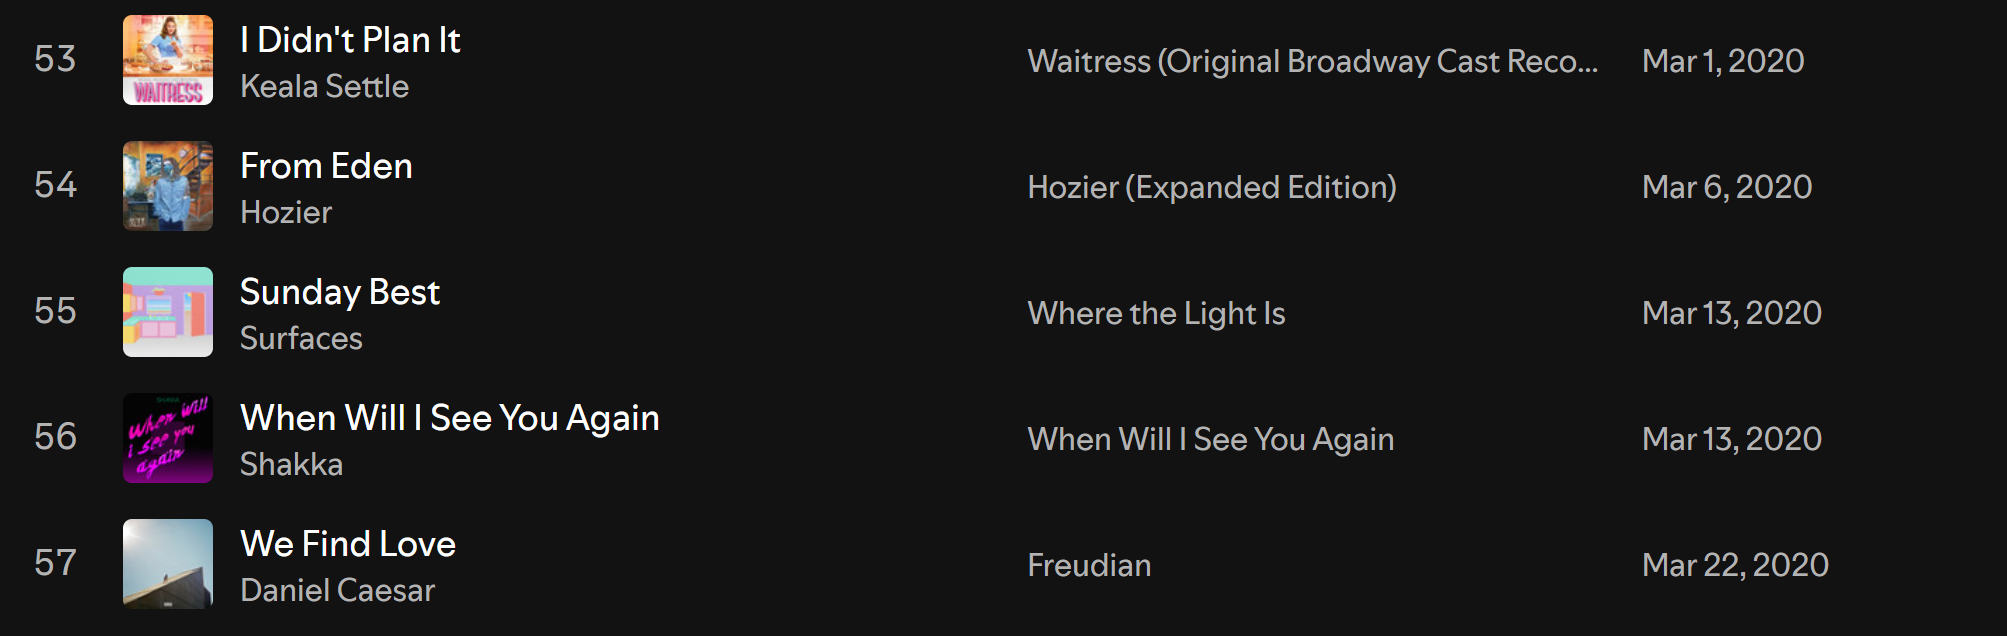 53
WAITRESS
I Didn't Plan It
Keala Settle
Waitress (Original Broadway Cast Reco...
Mar 1, 2020
54
From Eden
Hozier
Hozier (Expanded Edition)
Mar 6, 2020
55
Sunday Best
Surfaces
Where the Light Is
Mar 13, 2020
56
SHAKKA
when will
i see you
again
When Will I See You Again
Shakka
When Will I See You Again
Mar 13, 2020
57
We Find Love
Daniel Caesar
Freudian
Mar 22, 2020